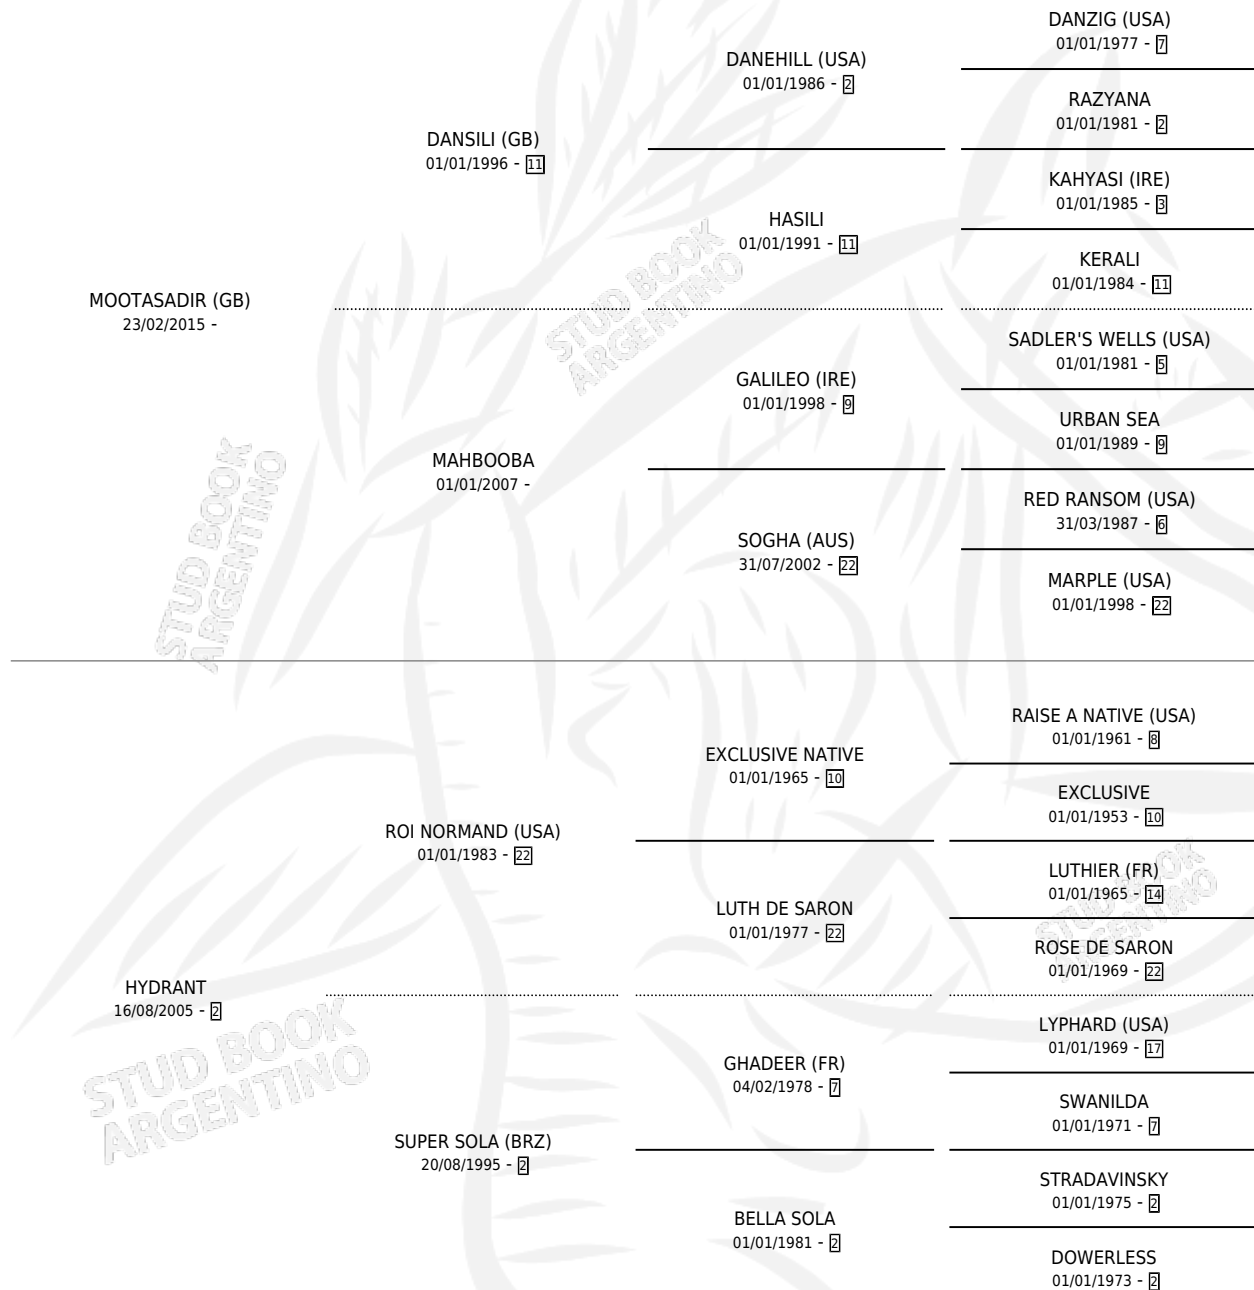 DANZIG (USA)
01/01/1977 - 7
DANEHILL (USA)
01/01/1986 - 2
RAZYANA
01/01/1981 - 2
DANSILI (GB)
01/01/1996 - 11
KAHYASI (IRE)
01/01/1985 - 3
HASILI
01/01/1991 - 11
KERALI
01/01/1984 - 11
MOOTASADIR (GB)
23/02/2015 -
SADLER'S WELLS (USA)
01/01/1981 - 5
GALILEO (IRE)
01/01/1998 - 9
URBAN SEA
01/01/1989 - 9
MAHBOOBA
01/01/2007 -
RED RANSOM (USA)
31/03/1987 - 6
SOGHA (AUS)
31/07/2002 - 22
MARPLE (USA)
01/01/1998 - 22
RAISE A NATIVE (USA)
01/01/1961 - 8
EXCLUSIVE NATIVE
01/01/1965 - 10
EXCLUSIVE
01/01/1953 - 10
ROI NORMAND (USA)
01/01/1983 - 22
LUTHIER (FR)
01/01/1965 - 14
LUTH DE SARON
01/01/1977 - 22
ROSE DE SARON
01/01/1969 - 22
HYDRANT
16/08/2005 - 2
LYPHARD (USA)
01/01/1969 - 17
GHADEER (FR)
04/02/1978 - 7
SWANILDA
01/01/1971 - 7
SUPER SOLA (BRZ)
20/08/1995 - 2
STRADAVINSKY
01/01/1975 - 2
BELLA SOLA
01/01/1981 - 2
DOWERLESS
01/01/1973 - 2
STUD BOOK
ARGENTINO
STUD BOOK
ARGENTINO
STUD BOOK
ARGENTINO
STUD BOOK
ARGENTINO